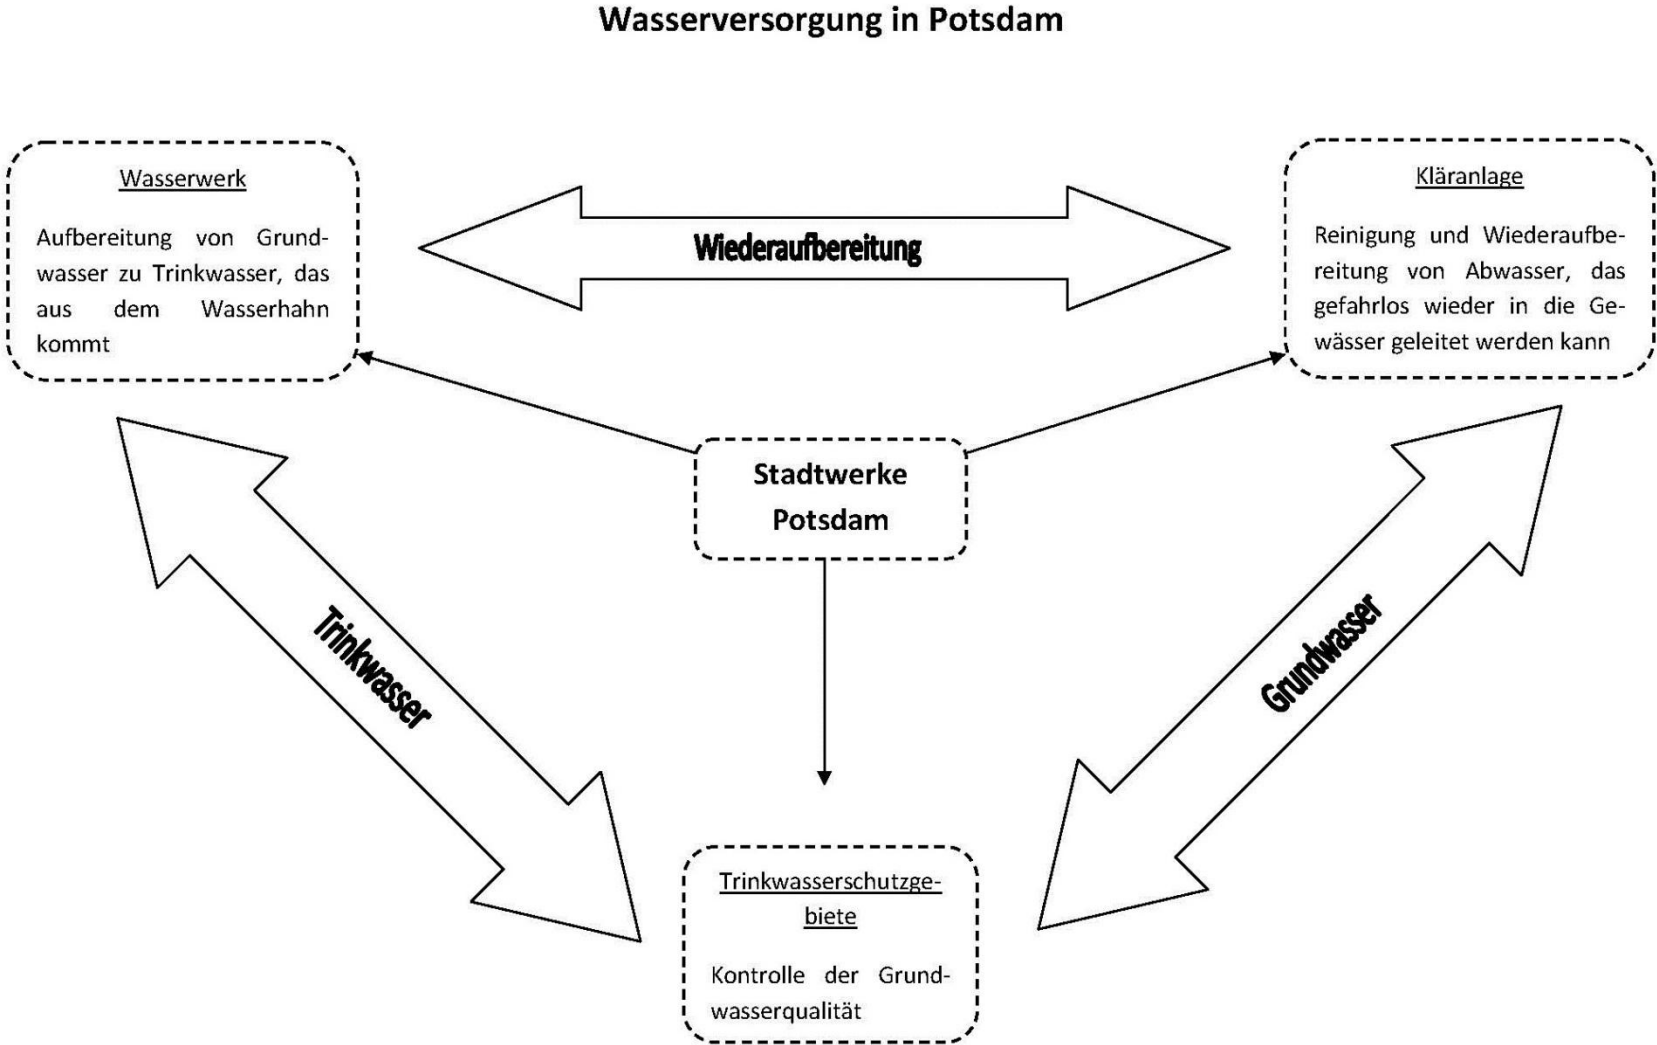 Wasserversorgung in Potsdam
Wasserwerk
Aufbereitung von Grund-
wasser zu Trinkwasser, das
aus dem Wasserhahn
kommt
Wiederaufbereitung
Kläranlage
Reinigung und Wiederaufbe-
reitung von Abwasser, das
gefahrlos wieder in die Ge-
wässer geleitet werden kann
Stadtwerke
Potsdam
Trinkwasser
Grundwasser
Trinkwasserschutzge-
biete
Kontrolle der Grund-
wasserqualität